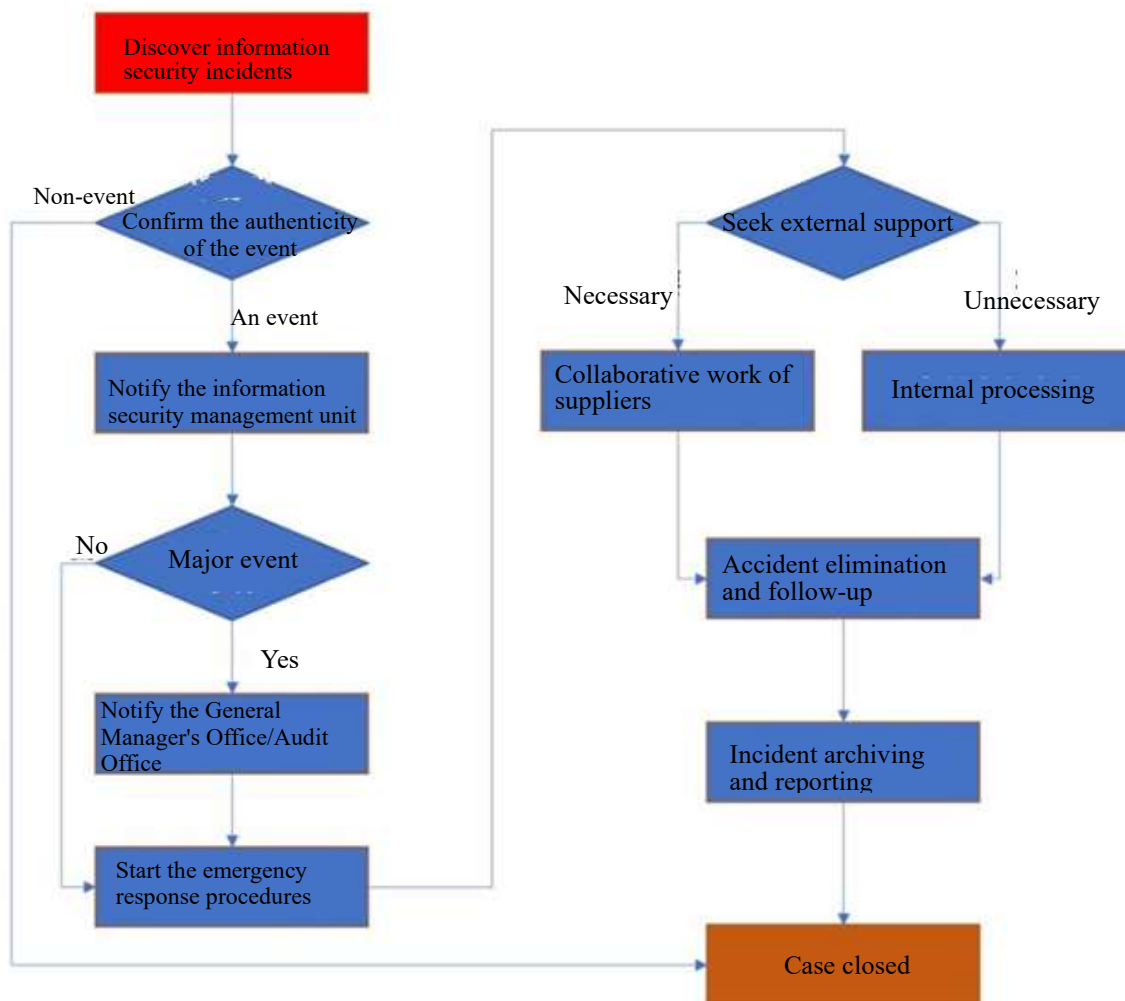 Discover information
security incidents
Non-event
Confirm the authenticity
of the event
An event
Notify the information
security management unit
No
Major event
Yes
Notify the General
Manager's Office/Audit
Office
Start the emergency
response procedures
Seek external support
Necessary
Unnecessary
Collaborative work of
suppliers
Internal processing
Accident elimination
and follow-up
Incident archiving
and reporting
Case closed